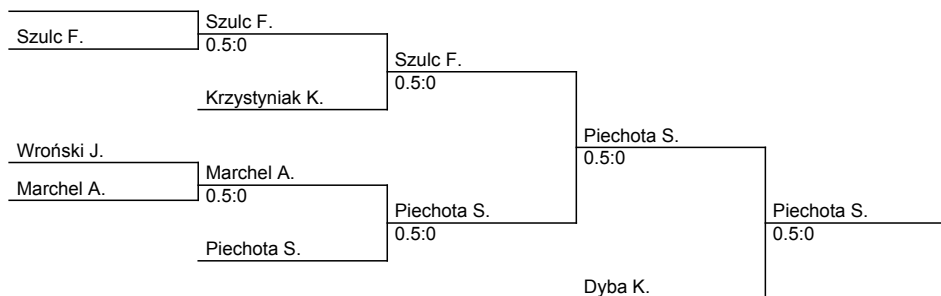 Szulc F.
Szulc F.
0.5:0
Szulc F.
0.5:0
Krzystyniak K.
Piechota S.
0.5:0
Wroński J.
Marchel A.
Marchel A.
0.5:0
Piechota S.
0.5:0
Piechota S.
0.5:0
Piechota S.
Dyba K.